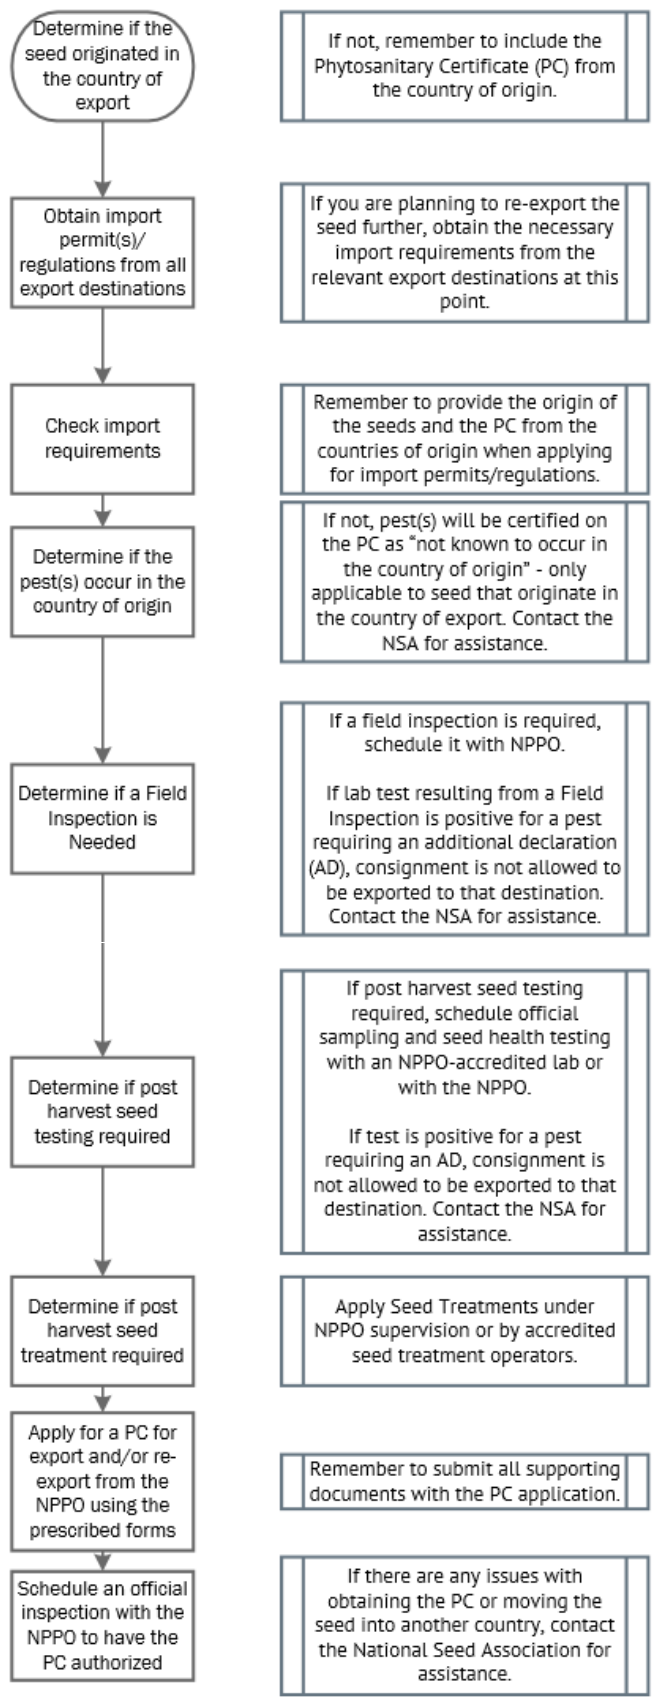 Determine if the
seed originated in
the country of
export
If not, remember to include the
Phytosanitary Certificate (PC) from
the country of origin.
Obtain import
permit(s)/
regulations from all
export destinations
If you are planning to re-export the
seed further, obtain the necessary
import requirements from the
relevant export destinations at this
point.
Check import
requirements
Remember to provide the origin of
the seeds and the PC from the
countries of origin when applying
for import permits/regulations.
Determine if the
pest(s) occur in the
country of origin
If not, pest(s) will be certified on
the PC as “not known to occur in
the country of origin” - only
applicable to seed that originate in
the country of export. Contact the
NSA for assistance.
Determine if a Field
Inspection is
Needed
If a field inspection is required,
schedule it with NPPO.
If lab test resulting from a Field
Inspection is positive for a pest
requiring an additional declaration
(AD), consignment is not allowed to
be exported to that destination.
Contact the NSA for assistance.
Determine if post
harvest seed
testing required
If post harvest seed testing
required, schedule official
sampling and seed health testing
with an NPPO-accredited lab or
with the NPPO.
If test is positive for a pest
requiring an AD, consignment is
not allowed to be exported to that
destination. Contact the NSA for
assistance.
Determine if post
harvest seed
treatment required
Apply Seed Treatments under
NPPO supervision or by accredited
seed treatment operators.
Apply for a PC for
export and/or re-
export from the
NPPO using the
prescribed forms
Remember to submit all supporting
documents with the PC application.
Schedule an official
inspection with the
NPPO to have the
PC authorized
If there are any issues with
obtaining the PC or moving the
seed into another country, contact
the National Seed Association for
assistance.